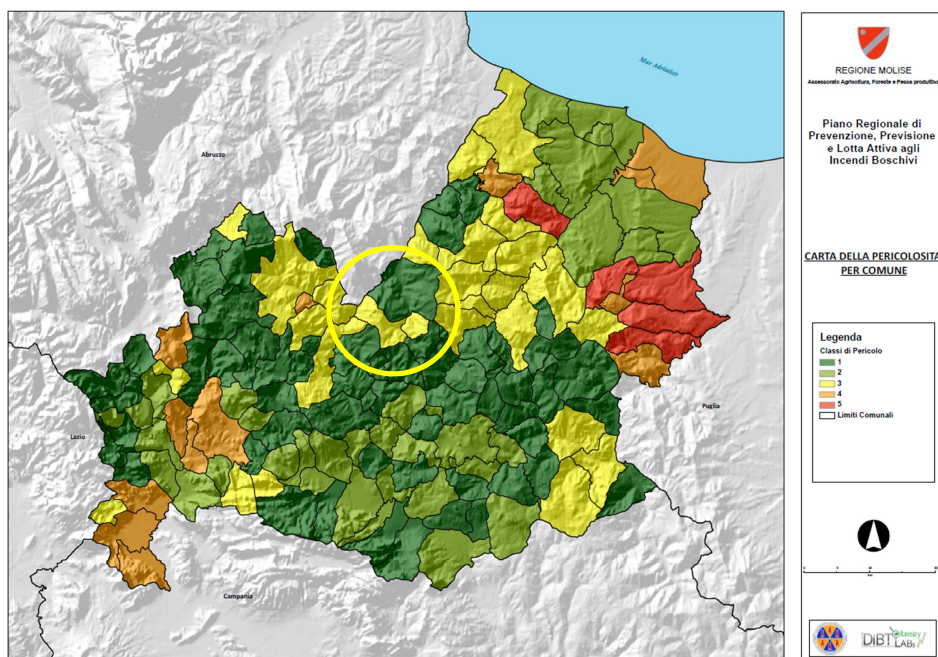 Mar Adriatico
Abruzzo
Lazio
Puglia
Campania
REGIONE MOLISE
Assessorato Agricoltura, Foreste e Pesca produttiva
Piano Regionale di
Prevenzione, Previsione
e Lotta Attiva agli
Incendi Boschivi
CARTA DELLA PERICOLOSITA
PER COMUNE
Legenda
Classi di Pericolo
1
2
3
4
5
Limiti Comunali
DiBT
forestry
LABs